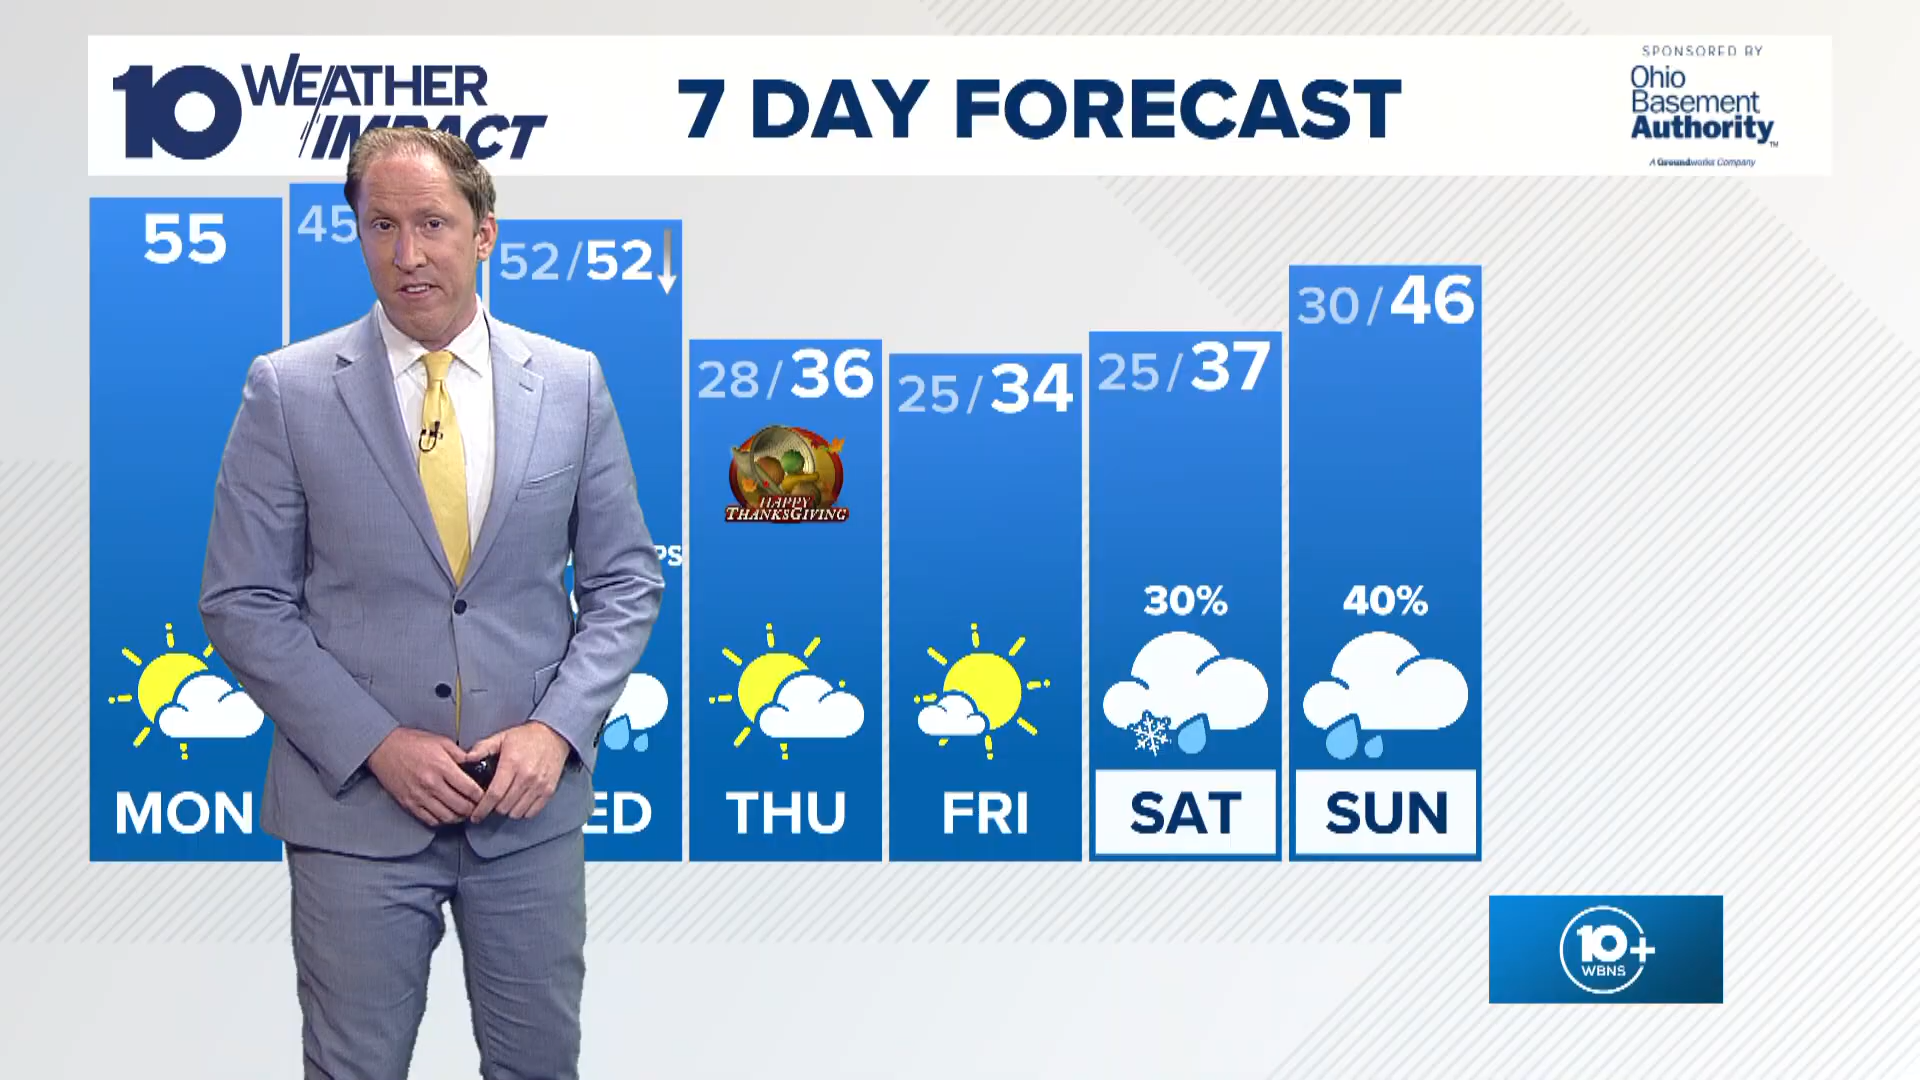 10 WEATHER
IMPACT
7 DAY FORECAST
SPONSORED BY
Ohio
Basement
Authority™
A Groundworks Company
55
45
52/52
28/36
25/34
25/37
30/46
HAPPY
THANKSGIVING
30%
40%
MON
THU
FRI
SAT
SUN
10+
WBNS